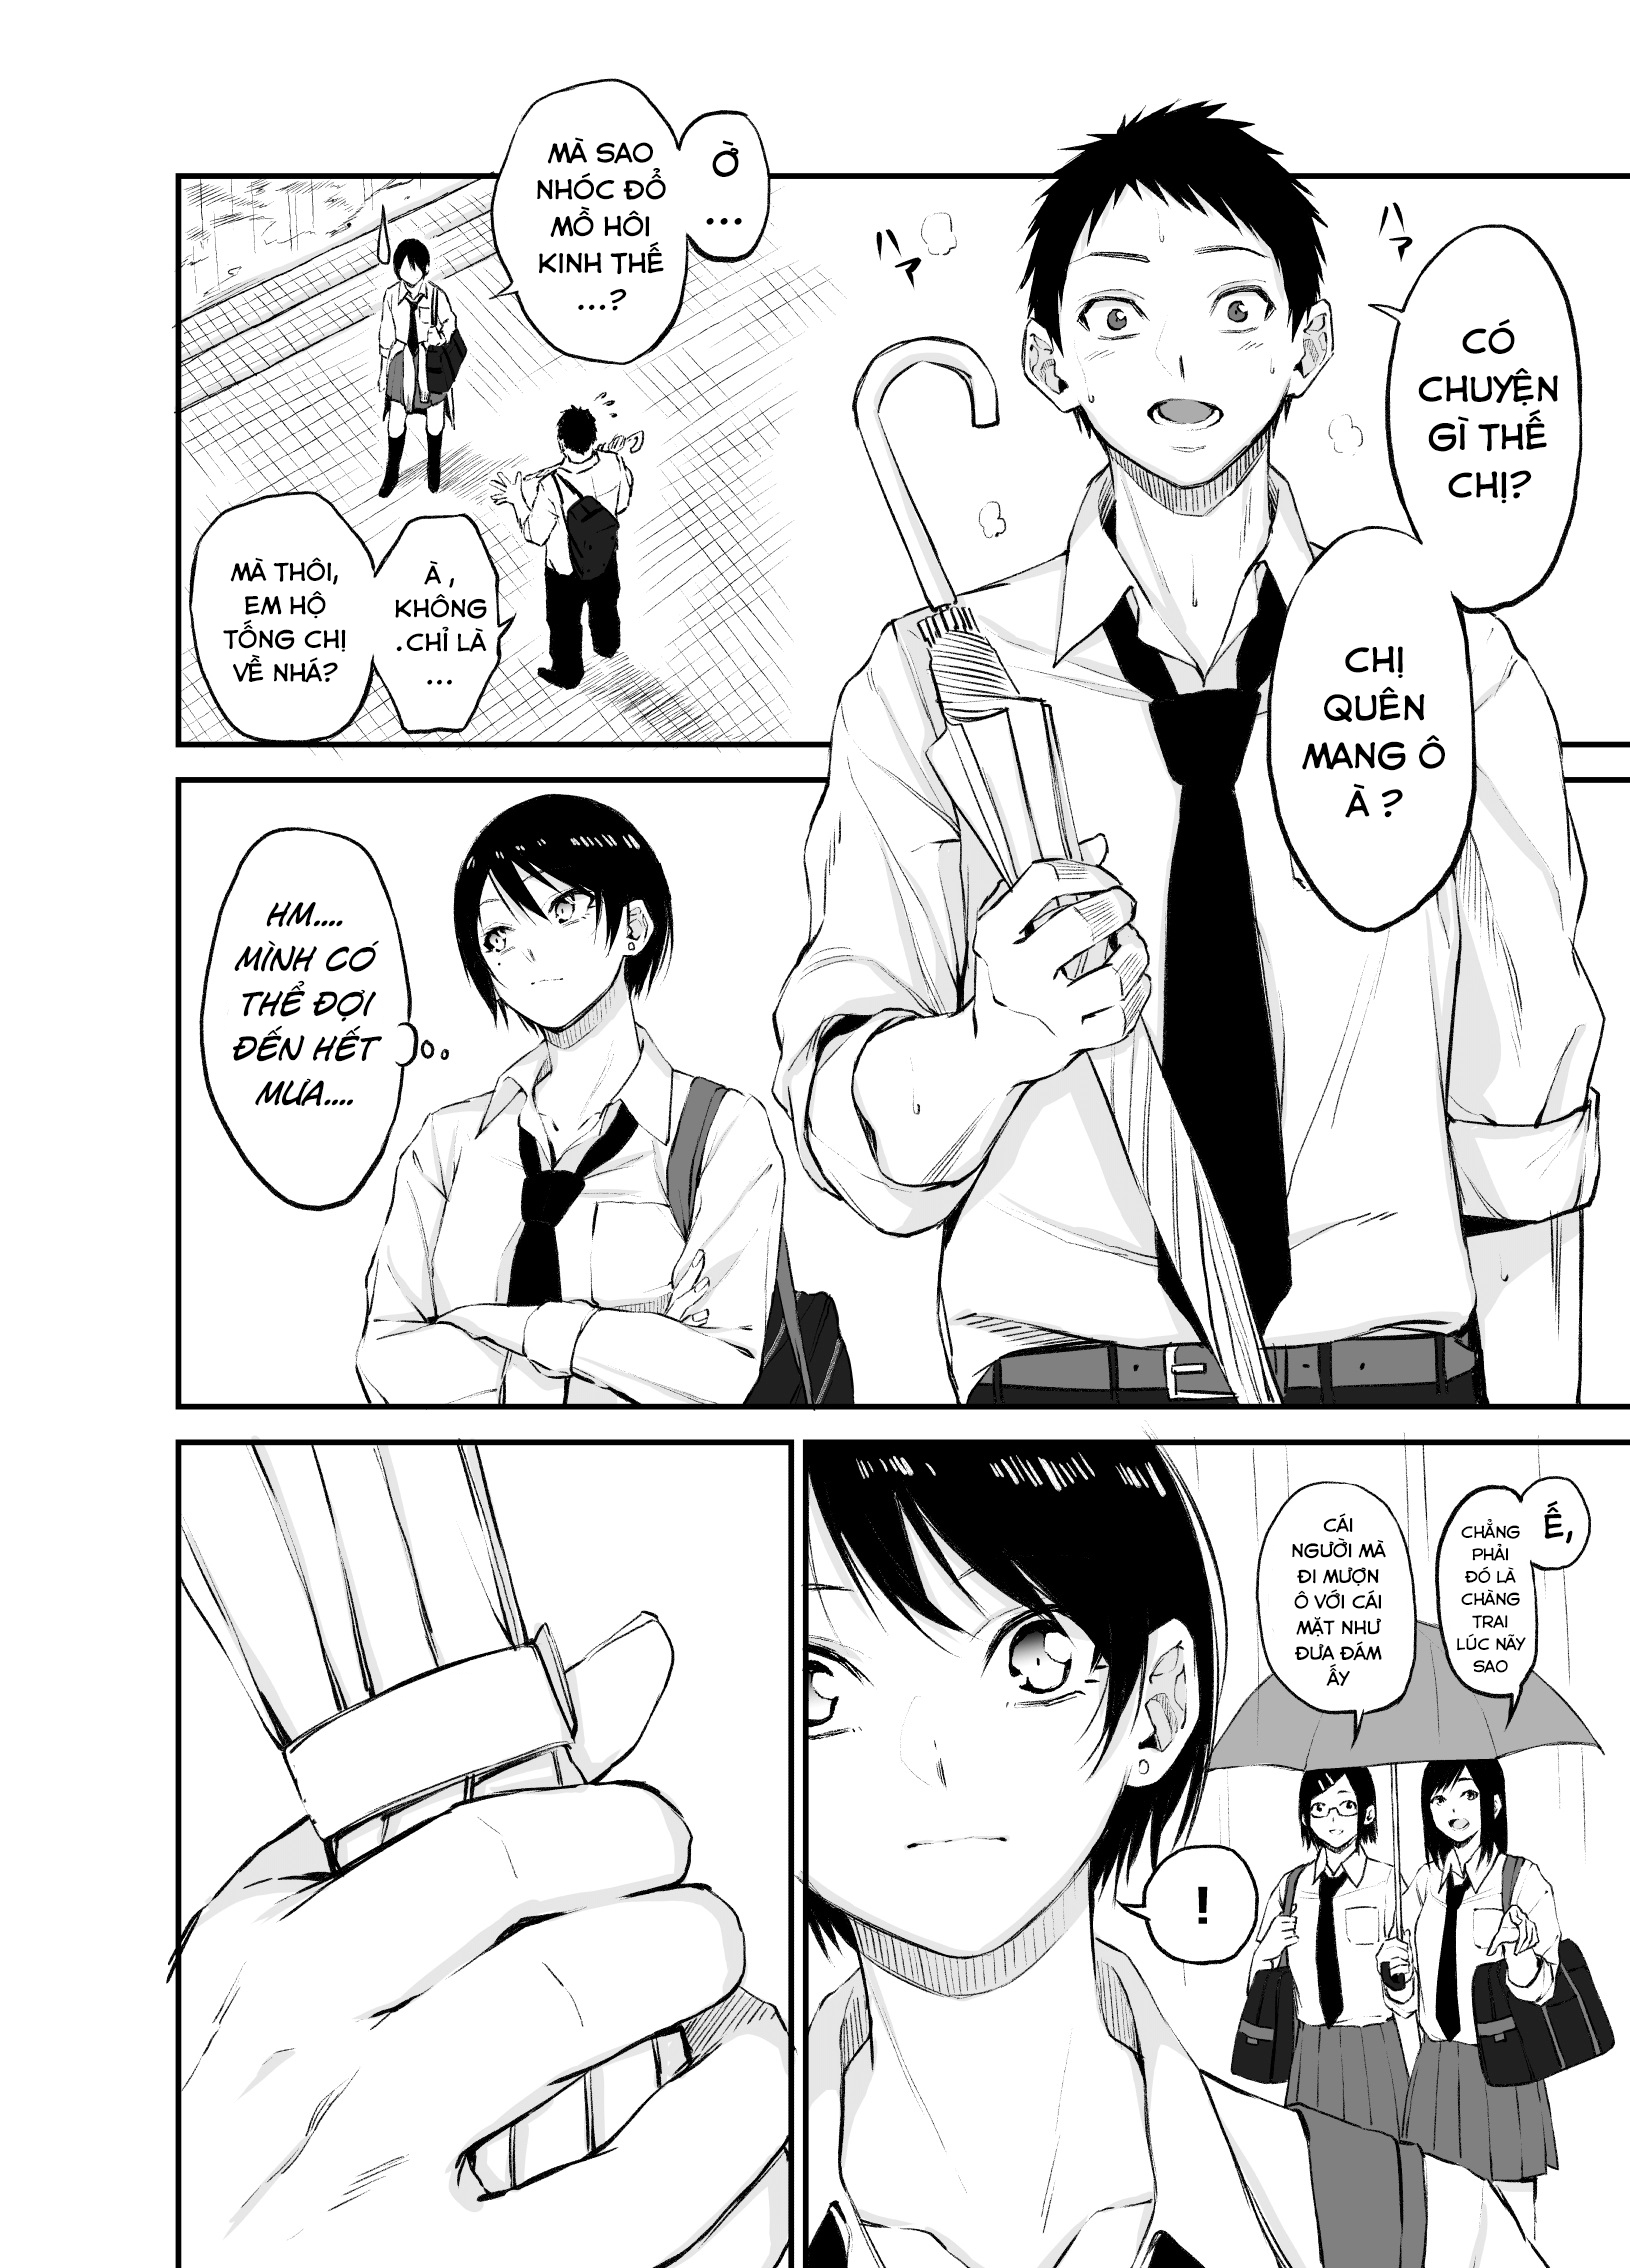 CÓ
CHUYỆN
GÌ THẾ
CHỊ?
CHỊ
QUÊN
MANG Ô
À ?
Ờ
...
MÀ SAO
NHÓC ĐỔ
MỒ HÔI
KINH THẾ
...?
À ,
KHÔNG
.CHỈ LÀ
...
MÀ THÔI,
EM HỘ
TỐNG CHỊ
VỀ NHÁ?
ハァ
ハァ
HM....
MÌNH CÓ
THỂ ĐỢI
ĐẾN HẾT
MƯA....
Ế,
CHẲNG
PHẢI
ĐÓ LÀ
CHÀNG
TRAI
LÚC NÃY
SAO
CÁI
NGƯỜI MÀ
ĐI MƯỢN
Ô VỚI CÁI
MẶT NHƯ
ĐƯA ĐÁM
ẤY
!